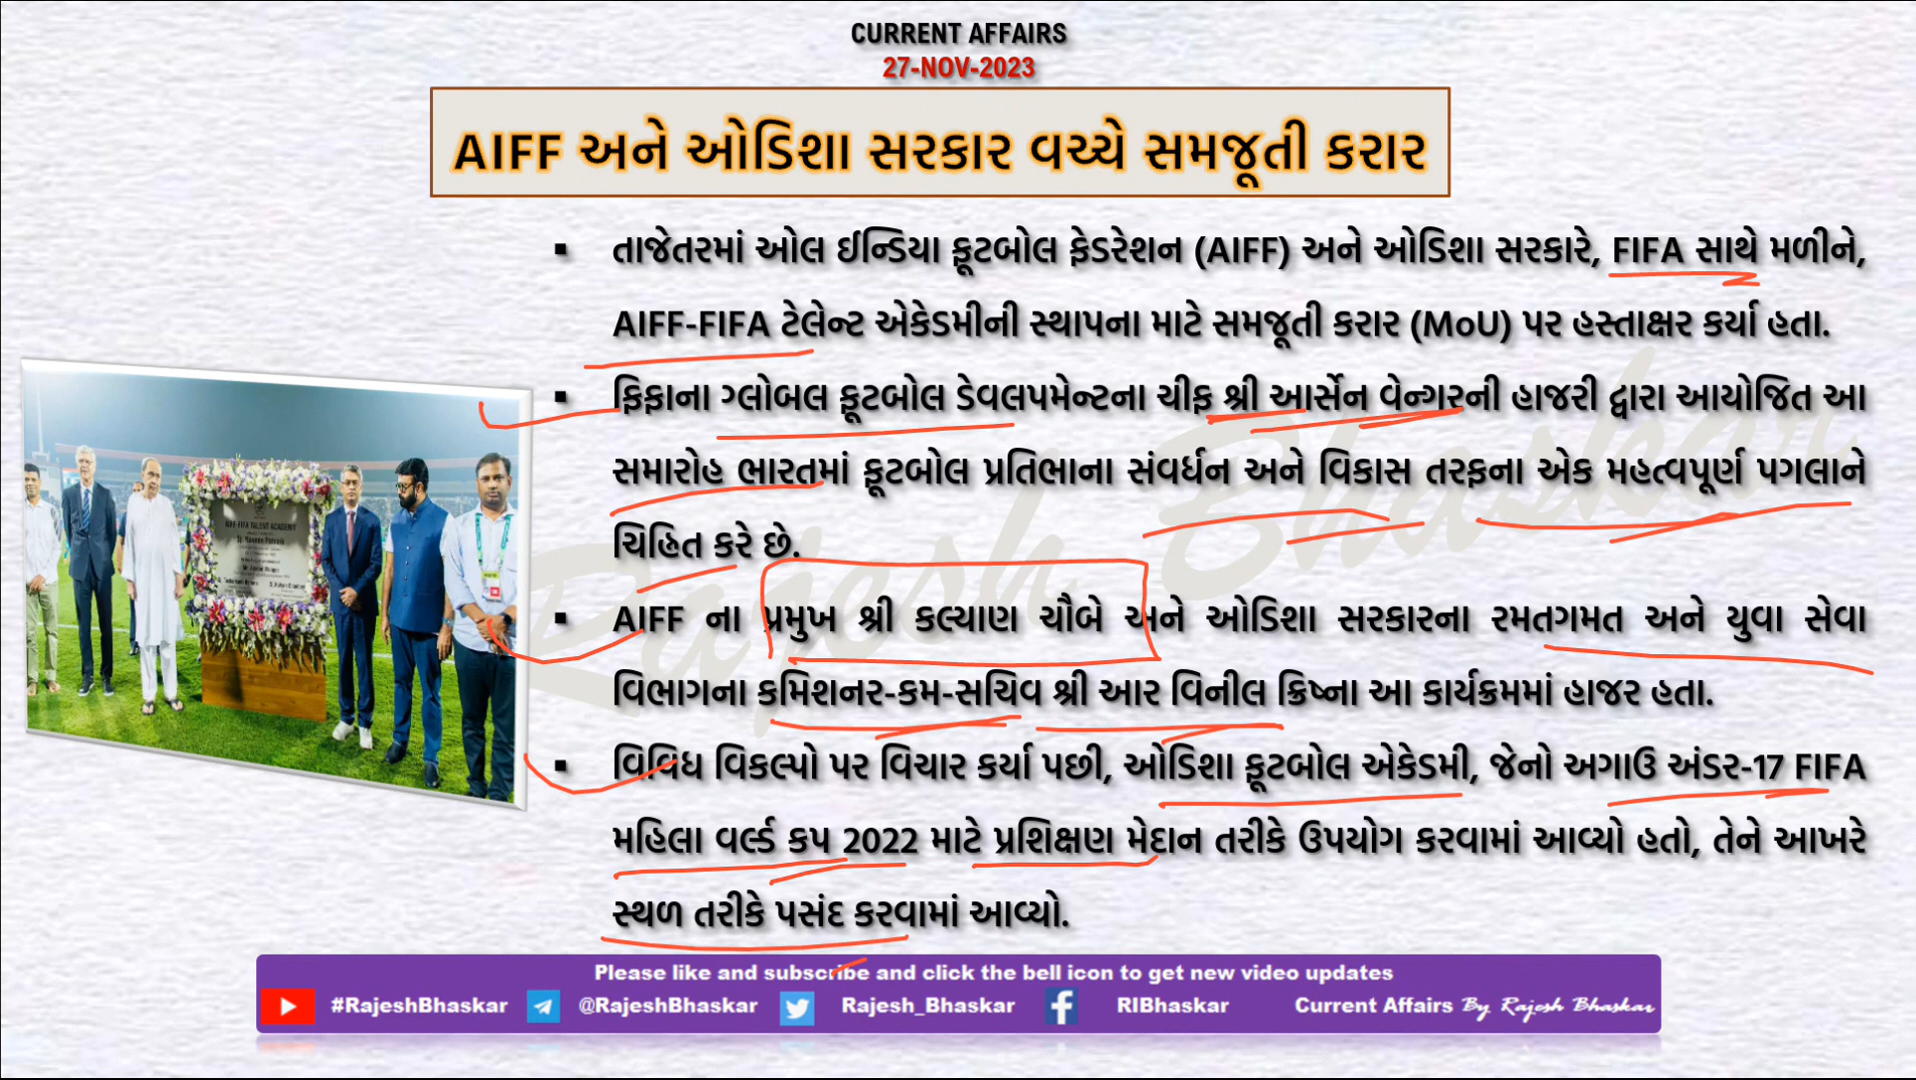 CURRENT AFFAIRS
27-NOV-2023
AIFF અને ઓડિશા સરકાર વચ્ચે સમજૂતી કરાર
▪ તાજેતરમાં ઓલ ઈન્ડિયા ફૂટબોલ ફેડરેશન (AIFF) અને ઓડિશા સરકારે, FIFA સાથે મળીને,
AIFF-FIFA ટેલેન્ટ એકેડમીની સ્થાપના માટે સમજૂતી કરાર (MoU) પર હસ્તાક્ષર કર્યા હતા.
▪ ફિફાના ગ્લોબલ ફૂટબોલ ડેવલપમેન્ટના ચીફ શ્રી આર્સેન વેન્ગરની હાજરી દ્વારા આયોજિત આ
સમારોહ ભારતમાં ફૂટબોલ પ્રતિભાના સંવર્ધન અને વિકાસ તરફના એક મહત્વપૂર્ણ પગલાને
ચિહ્નિત કરે છે.
▪ AIFF ના પ્રમુખ શ્રી કલ્યાણ ચૌબે અને ઓડિશા સરકારના રમતગમત અને યુવા સેવા
વિભાગના કમિશનર-કમ-સચિવ શ્રી આર વિનીલ ક્રિષ્ના આ કાર્યક્રમમાં હાજર હતા.
▪ વિવિધ વિકલ્પો પર વિચાર કર્યા પછી, ઓડિશા ફૂટબોલ એકેડમી, જેનો અગાઉ અંડર-17 FIFA
મહિલા વર્લ્ડ કપ 2022 માટે પ્રશિક્ષણ મેદાન તરીકે ઉપયોગ કરવામાં આવ્યો હતો, તેને આખરે
સ્થળ તરીકે પસંદ કરવામાં આવ્યો.
AIFF-FIFA TALENT ACADEMY
Rajesh Bhaskar
Please like and subscribe and click the bell icon to get new video updates
#RajeshBhaskar @RajeshBhaskar Rajesh_Bhaskar RIBhaskar Current Affairs By Rajesh Bhaskar